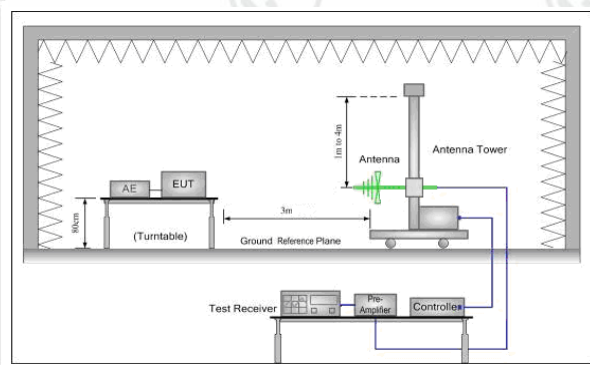 1m to 4m
Antenna
Antenna Tower
AE
EUT
80cm
(Turntable)
3m
Ground Reference Plane
Test Receiver
Pre-
Amplifier
Controller